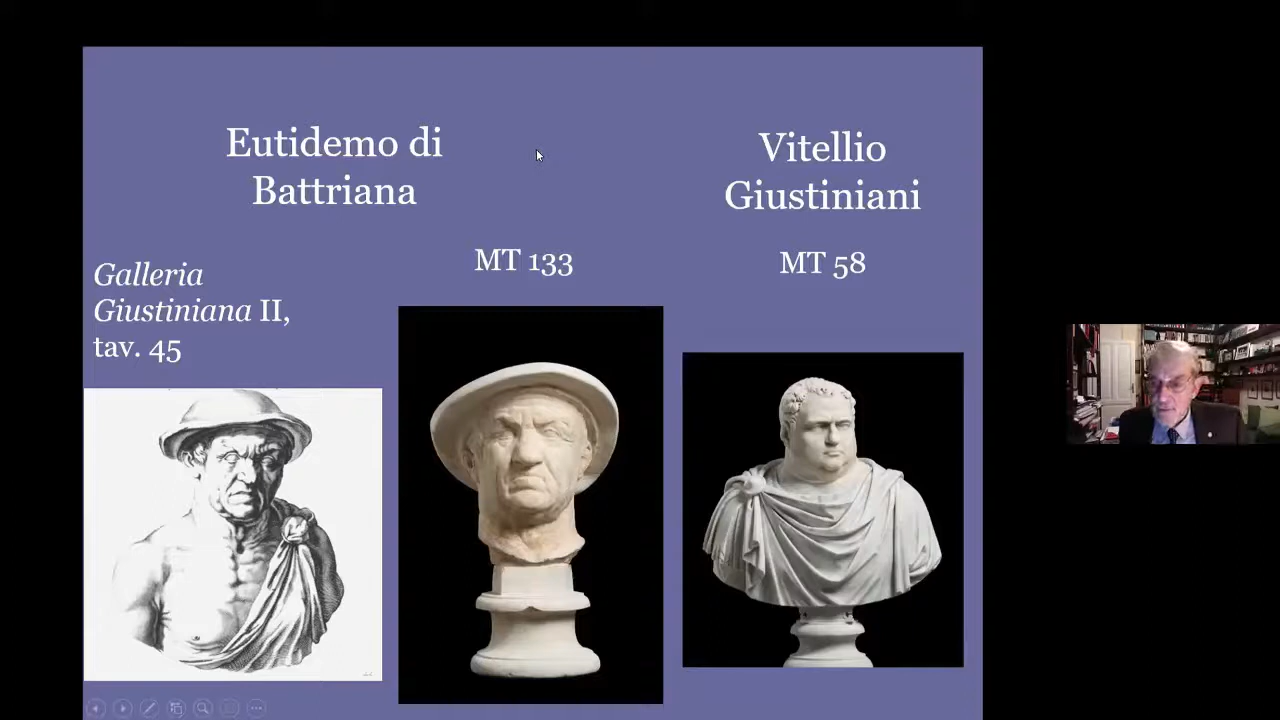 Eutidemo di
Battriana
Vitellio
Giustiniani
MT 133
MT 58
Galleria
Giustiniana II,
tav. 45